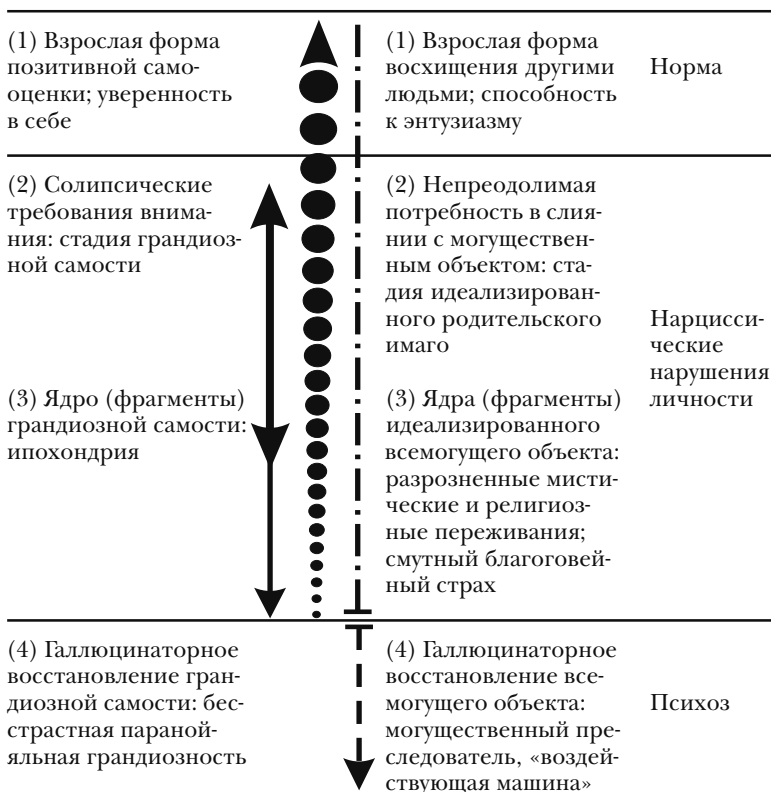 (1) Взрослая форма
позитивной само-
оценки; уверенность
в себе
(1) Взрослая форма
восхищения другими
людьми; способность
к энтузиазму
Норма
(2) Солипсические
требования внима-
ния: стадия грандиоз-
ной самости
(2) Непреодолимая
потребность в слия-
нии с могуществен-
ным объектом: ста-
дия идеализирован-
ного родительского
имаго
(3) Ядро (фрагменты)
грандиозной самости:
ипохондрия
(3) Ядра (фрагменты)
идеализированного
всемогущего объекта:
разрозненные мисти-
ческие и религиоз-
ные переживания;
смутный благоговей-
ный страх
Нарцисси-
ческие
нарушения
личности
(4) Галлюцинаторное
восстановление гран-
диозной самости: бес-
страстная параной-
яльная грандиозность
(4) Галлюцинаторное
восстановление все-
могущего объекта:
могущественный пре-
следователь, «воздей-
ствующая машина»
Психоз